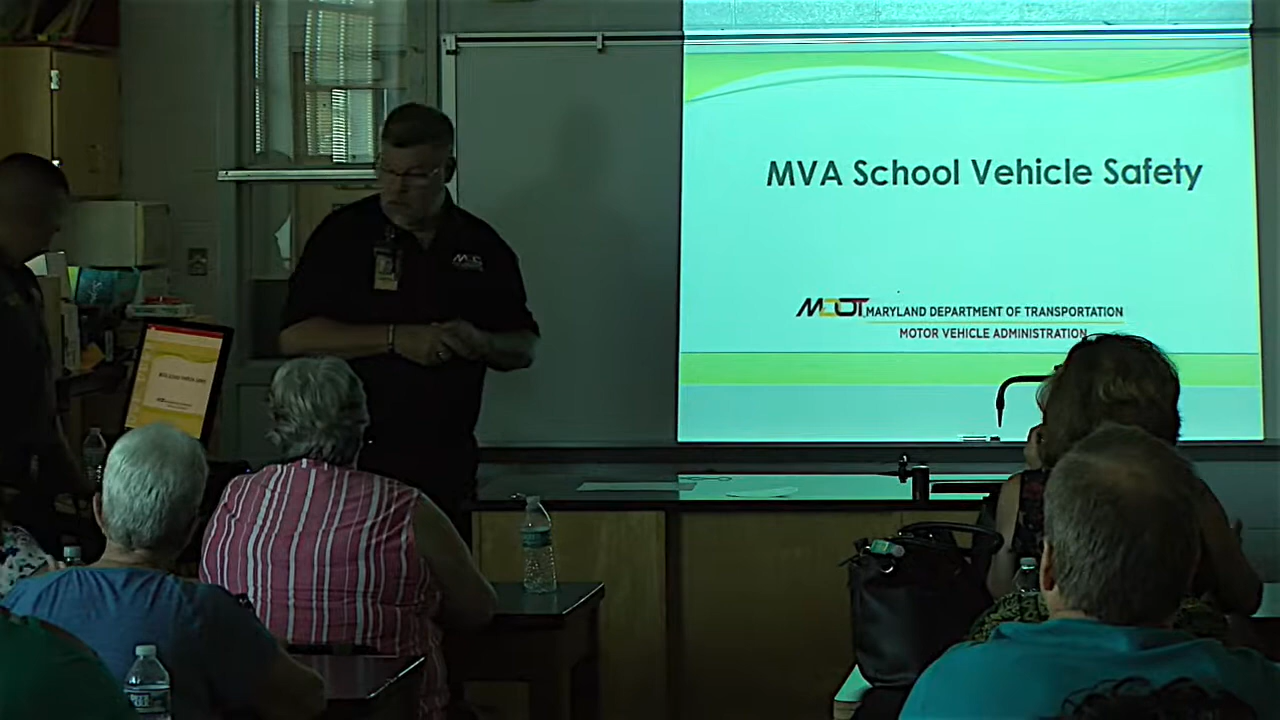 MVA School Vehicle Safety
MDOT MARYLAND DEPARTMENT OF TRANSPORTATION
MOTOR VEHICLE ADMINISTRATION